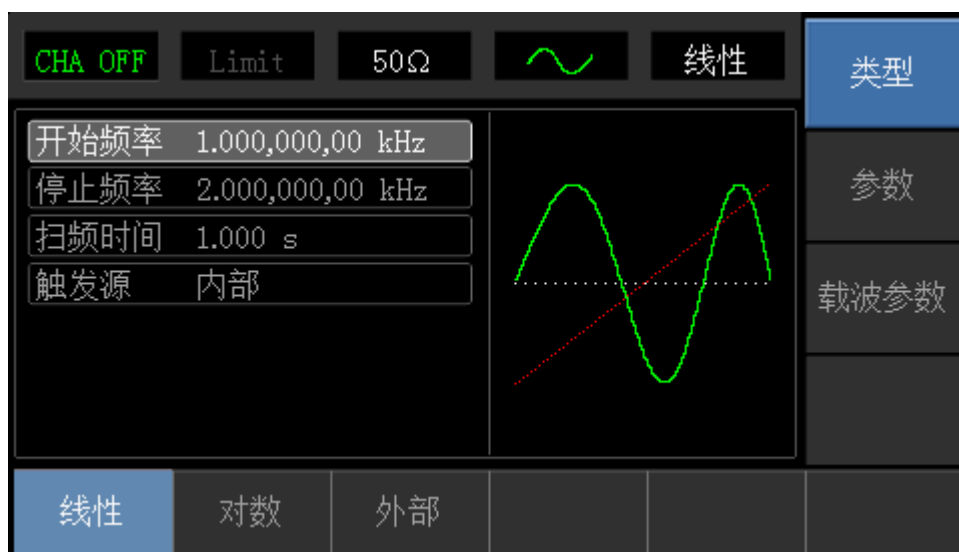 CHA OFF Limit 50Ω 线性 类型
开始频率 1.000,000,00 kHz
停止频率 2.000,000,00 kHz
参数
扫频时间 1.000 s
触发源 内部
载波参数
线性 对数 外部